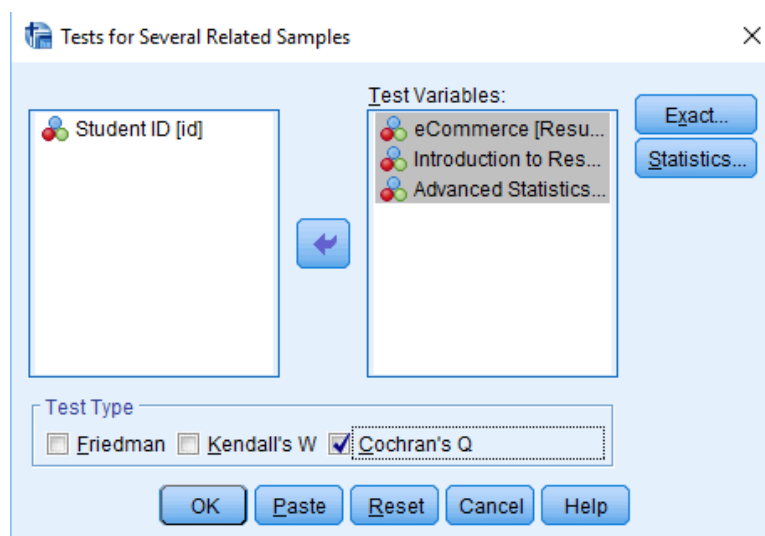 Tests for Several Related Samples
Test Variables:
Student ID [id]
eCommerce [Resu...
Introduction to Res...
Advanced Statistics...
Exact...
Statistics...
Test Type
Friedman Kendall's W Cochran's Q
OK Paste Reset Cancel Help